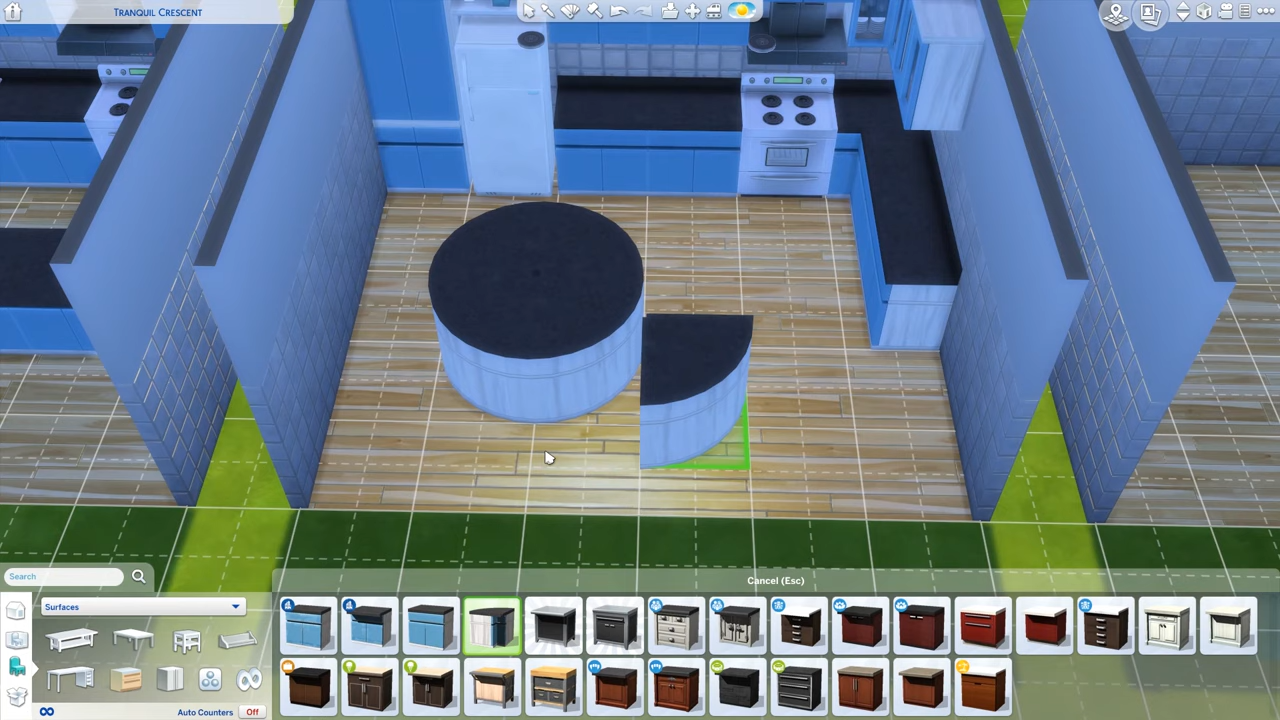 TRANQUIL CRESCENT
Cancel (Esc)
Search
Surfaces
Auto Counters
Off